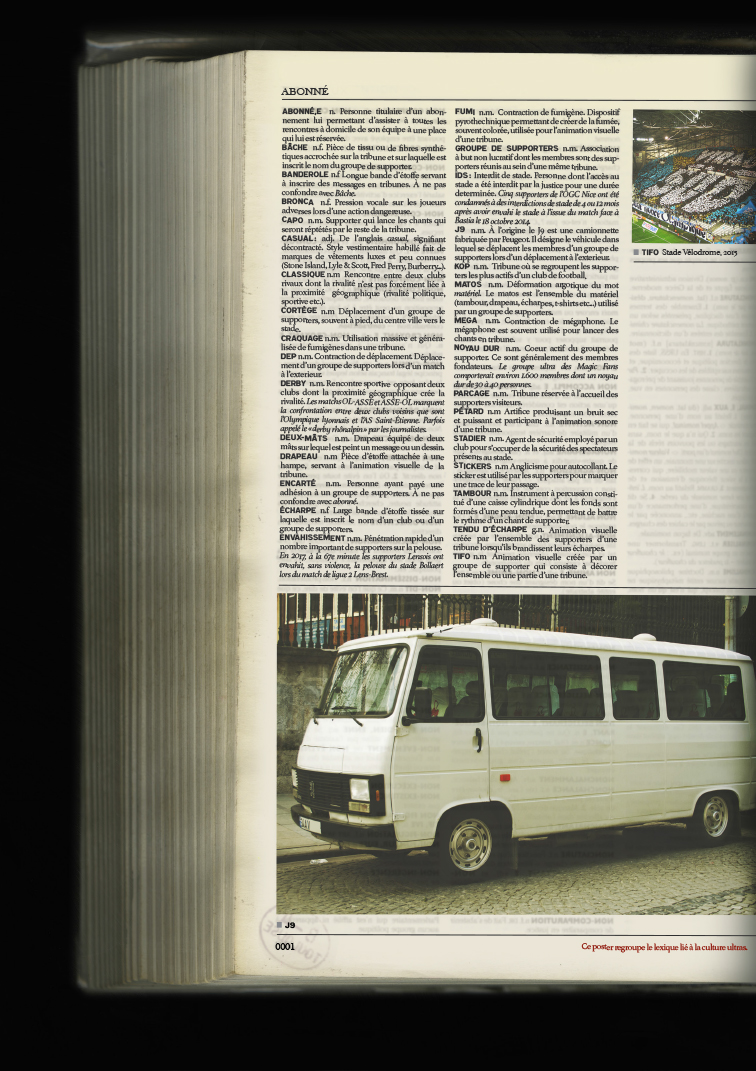 ABONNÉ
ABONNÉ,E n. Personne titulaire d'un abon-
nement lui permettant d'assister à toutes les
rencontres à domicile de son équipe à une place
qui lui est réservée.
BÂCHE n.f. Pièce de tissu ou de fibres synthé-
tiques accrochée sur la tribune et sur laquelle est
inscrit le nom du groupe de supporter.
BANDEROLE n.f Longue bande d'étoffe servant
à inscrire des messages en tribunes. À ne pas
confondre avec Bâche.
BRONCA n.f. Pression vocale sur les joueurs
adverses lors d'une action dangereuse.
CAPO n.m. Supporter qui lance les chants qui
seront répétés par le reste de la tribune.
CASUAL: adj. De l'anglais casual, signifiant
décontracté. Style vestimentaire habillé fait de
marques de vêtements luxes et peu connues
(Stone Island, Lyle & Scott, Fred Perry, Burberry...).
CLASSIQUE n.m Rencontre entre deux clubs
rivaux dont la rivalité n'est pas forcément liée à
la proximité géographique (rivalité politique,
sportive etc.).
CORTÈGE n.m Déplacement d'un groupe de
supporters, souvent à pied, du centre ville vers le
stade.
CRAQUAGE n.m. Utilisation massive et généra-
lisée de fumigènes dans une tribune.
DEP n.m. Contraction de déplacement. Déplace-
ment d'un groupe de supporters lors d'un match
à l'exterieur.
DERBY n.m. Rencontre sportive opposant deux
clubs dont la proximité géographique crée la
rivalité. Les matchs OL-ASSE et ASSE-OL marquent
la confrontation entre deux clubs voisins que sont
l'Olympique lyonnais et l'AS Saint-Étienne. Parfois
appelé le «derby rhônalpin» par les journalistes.
DEUX-MÂTS n.m. Drapeau équipé de deux
mâts sur lequel est peint un message ou un dessin.
DRAPEAU n.m Pièce d'étoffe attachée à une
hampe, servant à l'animation visuelle de la
tribune.
ENCARTÉ n.m. Personne ayant payé une
adhésion à un groupe de supporters. À ne pas
confondre avec abonné.
ÉCHARPE n.f Large bande d'étoffe tissée sur
laquelle est inscrit le nom d'un club ou d'un
groupe de supporters.
ENVAHISSEMENT n.m. Pénétration rapide d'un
nombre important de supporters sur la pelouse.
En 2017, à la 67e minute les supporters Lensois ont
envahit, sans violence, la pelouse du stade Bollaert
lors du match de ligue 2 Lens-Brest.
FUMI n.m. Contraction de fumigène. Dispositif
pyrothechnique permettant de créer de la fumée,
souvent colorée, utilisée pour l'animation visuelle
d'une tribune.
GROUPE DE SUPPORTERS n.m. Association
à but non lucratif dont les membres sont des sup-
porters réunis au sein d'une même tribune.
IDS: Interdit de stade. Personne dont l'accès au
stade a été interdit par la justice pour une durée
determinée. Cinq supporters de l'OGC Nice ont été
condamnés à des interdictions de stade de 4 ou 12 mois
après avoir envahi le stade à l'issue du match face à
Bastia le 18 octobre 2014
J9 n.m. À l'origine le J9 est une camionnette
fabriquée par Peugeot. Il désigne le véhicule dans
lequel se déplacent les membres d'un groupe de
supporters lors d'un déplacement à l'exterieur.
KOP n.m. Tribune où se regroupent les suppor-
ters les plus actifs d'un club de football.
MATOS n.m. Déformation argotique du mot
matériel. Le matos est l'ensemble du matériel
(tambour, drapeau, écharpes, t-shirts etc...) utilisé
par un groupe de supporters.
MEGA n.m. Contraction de mégaphone. Le
mégaphone est souvent utilisé pour lancer des
chants en tribune.
NOYAU DUR n.m. Coeur actif du groupe de
supporter. Ce sont généralement des membres
fondateurs. Le groupe ultra des Magic Fans
comporterait environ 1.600 membres dont un noyau
dur de 30 à 40 personnes.
PARCAGE n.m. Tribune réservée à l'accueil des
supporters visiteurs.
PÉTARD n.m Artifice produisant un bruit sec
et puissant et participant à l'animation sonore
d'une tribune.
STADIER n.m. Agent de sécurité employé par un
club pour s'occuper de la sécurité des spectateurs
présents au stade.
STICKERS n.m Anglicisme pour autocollant. Le
sticker est utilisé par les supporters pour marquer
une trace de leur passage.
TAMBOUR n.m. Instrument à percussion consti-
tué d'une caisse cylindrique dont les fonds sont
formés d'une peau tendue, permettant de battre
le rythme d'un chant de supporter.
TENDU D'ÉCHARPE g.n. Animation visuelle
créée par l'ensemble des supporters d'une
tribune lorsqu'ils brandissent leurs écharpes.
TIFO n.m Animation visuelle créée par un
groupe de supporter qui consiste à décorer
l'ensemble ou une partie d'une tribune.
TIFO Stade Vélodrome, 2015
J9
0001
Ce poster regroupe le lexique lié à la culture ultras.